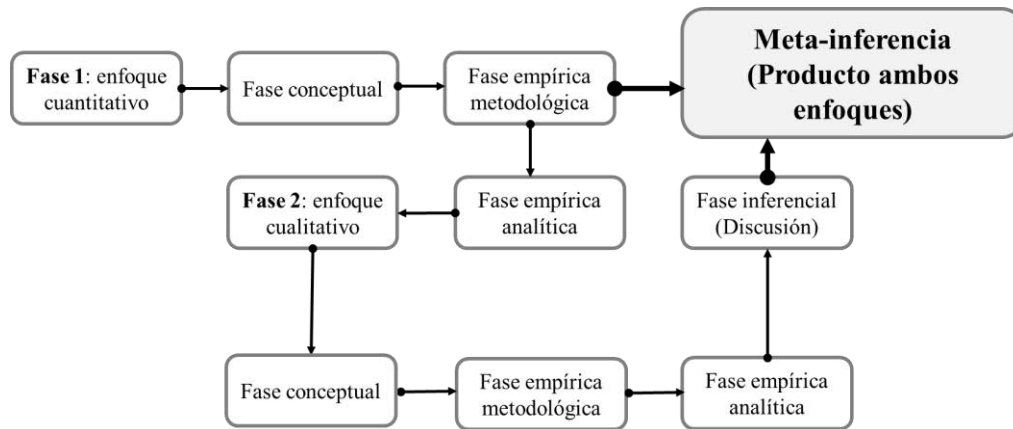 Fase 1: enfoque
cuantitativo
Fase conceptual
Fase empírica
metodológica
Meta-inferencia
(Producto ambos
enfoques)
Fase 2: enfoque
cualitativo
Fase empírica
analítica
Fase inferencial
(Discusión)
Fase conceptual
Fase empírica
metodológica
Fase empírica
analítica